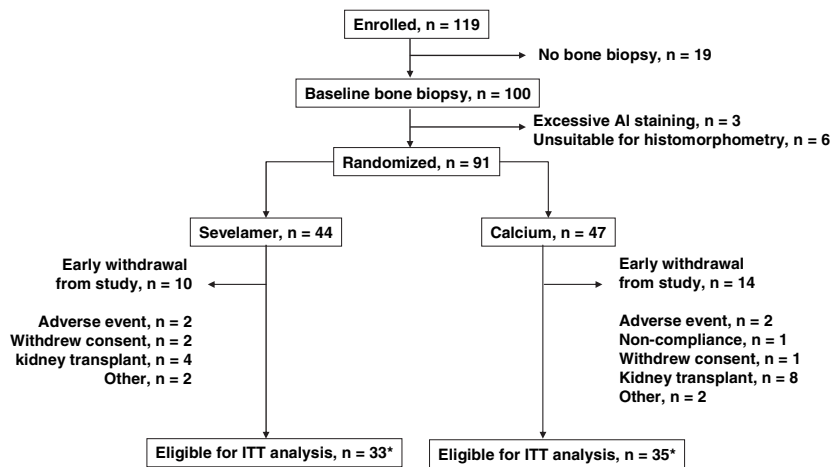 Enrolled, n = 119
No bone biopsy, n = 19
Baseline bone biopsy, n = 100
Excessive Al staining, n = 3
Unsuitable for histomorphometry, n = 6
Randomized, n = 91
Sevelamer, n = 44
Calcium, n = 47
Early withdrawal
from study, n = 10
Adverse event, n = 2
Withdrew consent, n = 2
kidney transplant, n = 4
Other, n = 2
Early withdrawal
from study, n = 14
Adverse event, n = 2
Non-compliance, n = 1
Withdrew consent, n = 1
Kidney transplant, n = 8
Other, n = 2
Eligible for ITT analysis, n = 33*
Eligible for ITT analysis, n = 35*